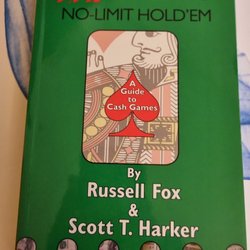 NO-LIMIT HOLD'EM
A Guide
to
Cash Games
By
Russell Fox
&
Scott T. Harker